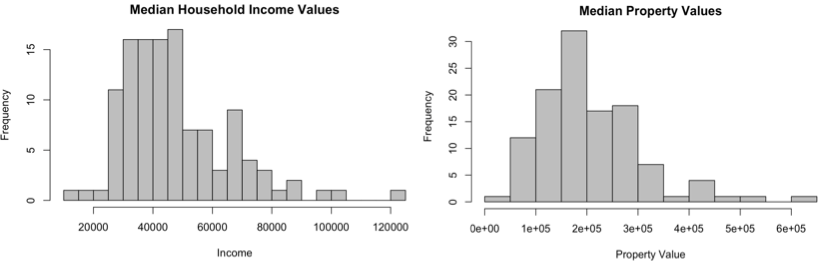 Median Household Income Values
Frequency
0
5
10
15
20000 40000 60000 80000 100000 120000
Income
Median Property Values
Frequency
0
5
10
15
20
25
30
0e+00 1e+05 2e+05 3e+05 4e+05 5e+05 6e+05
Property Value